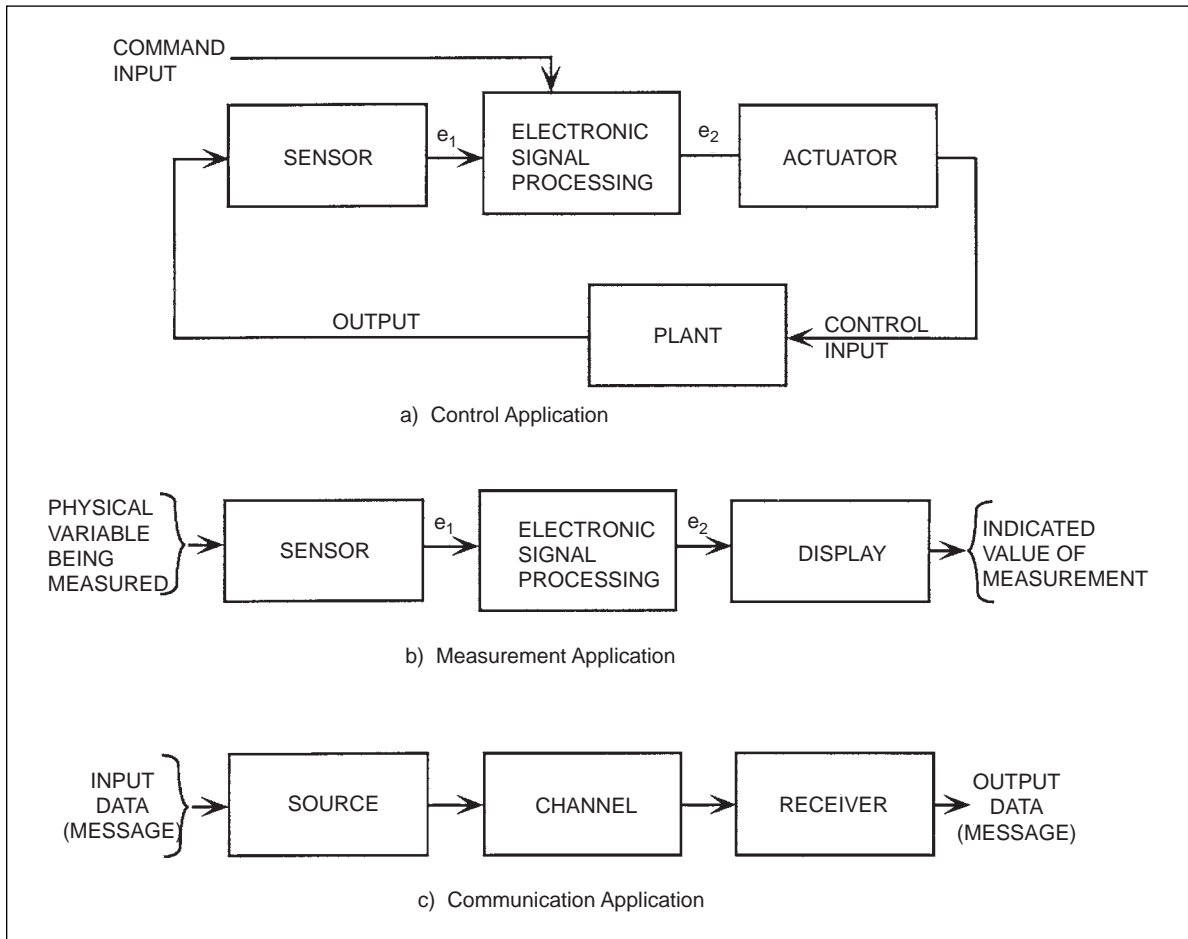 COMMAND
INPUT
SENSOR
e1
ELECTRONIC
SIGNAL
PROCESSING
e2
ACTUATOR
OUTPUT
PLANT
CONTROL
INPUT
a) Control Application
PHYSICAL
VARIABLE
BEING
MEASURED
SENSOR
e1
ELECTRONIC
SIGNAL
PROCESSING
e2
DISPLAY
INDICATED
VALUE OF
MEASUREMENT
b) Measurement Application
INPUT
DATA
(MESSAGE)
SOURCE
CHANNEL
RECEIVER
OUTPUT
DATA
(MESSAGE)
c) Communication Application